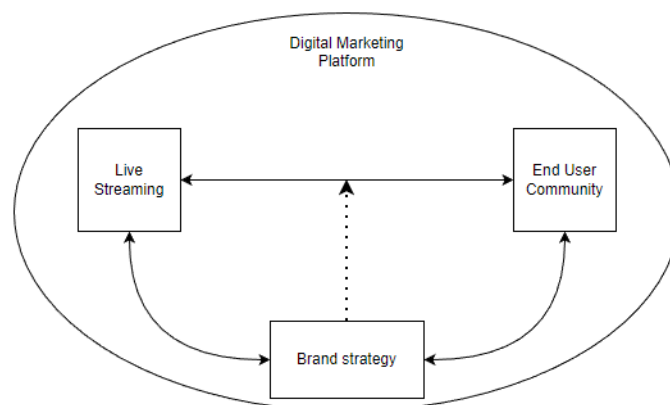 Digital Marketing
Platform
Live
Streaming
End User
Community
Brand strategy